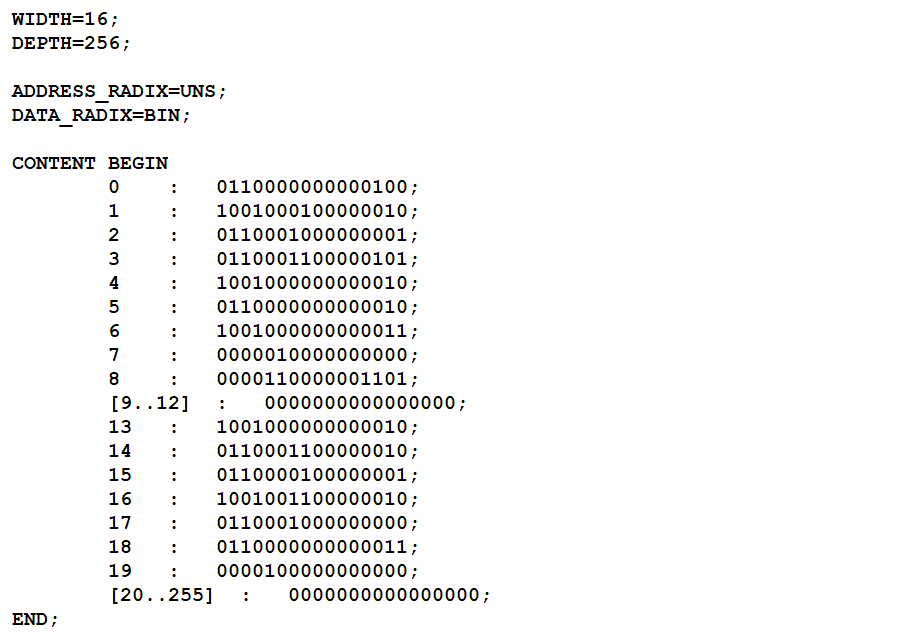 WIDTH=16;
DEPTH=256;
ADDRESS_RADIX=UNS;
DATA_RADIX=BIN;
CONTENT BEGIN
0 : 0110000000000100;
1 : 1001000100000010;
2 : 0110001000000001;
3 : 0110001100000101;
4 : 1001000000000010;
5 : 0110000000000010;
6 : 1001000000000011;
7 : 0000010000000000;
8 : 0000110000001101;
[9..12] : 0000000000000000;
13 : 1001000000000010;
14 : 0110001100000010;
15 : 0110000100000001;
16 : 1001001100000010;
17 : 0110001000000000;
18 : 0110000000000011;
19 : 0000100000000000;
[20..255] : 0000000000000000;
END;